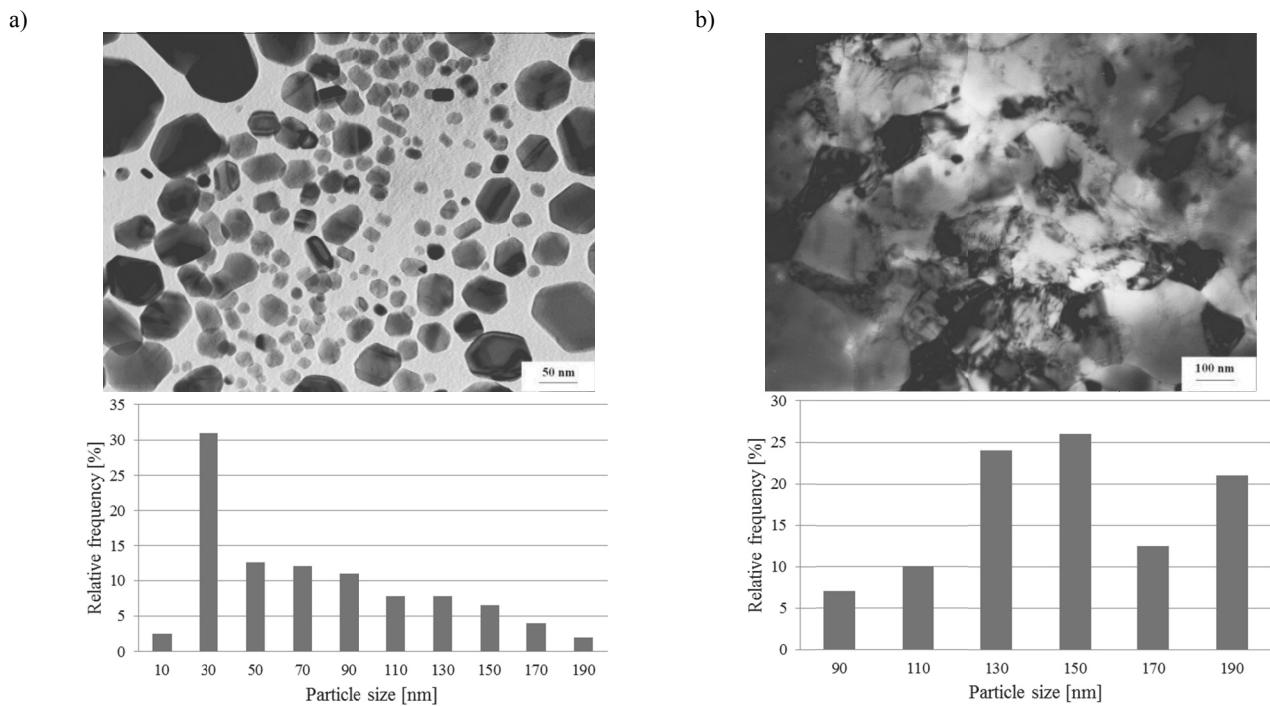 a)
50 nm
Relative frequency [%]
35
30
25
20
15
10
5
0
10 30 50 70 90 110 130 150 170 190
Particle size [nm]
b)
100 nm
Relative frequency [%]
30
25
20
15
10
5
0
90 110 130 150 170 190
Particle size [nm]